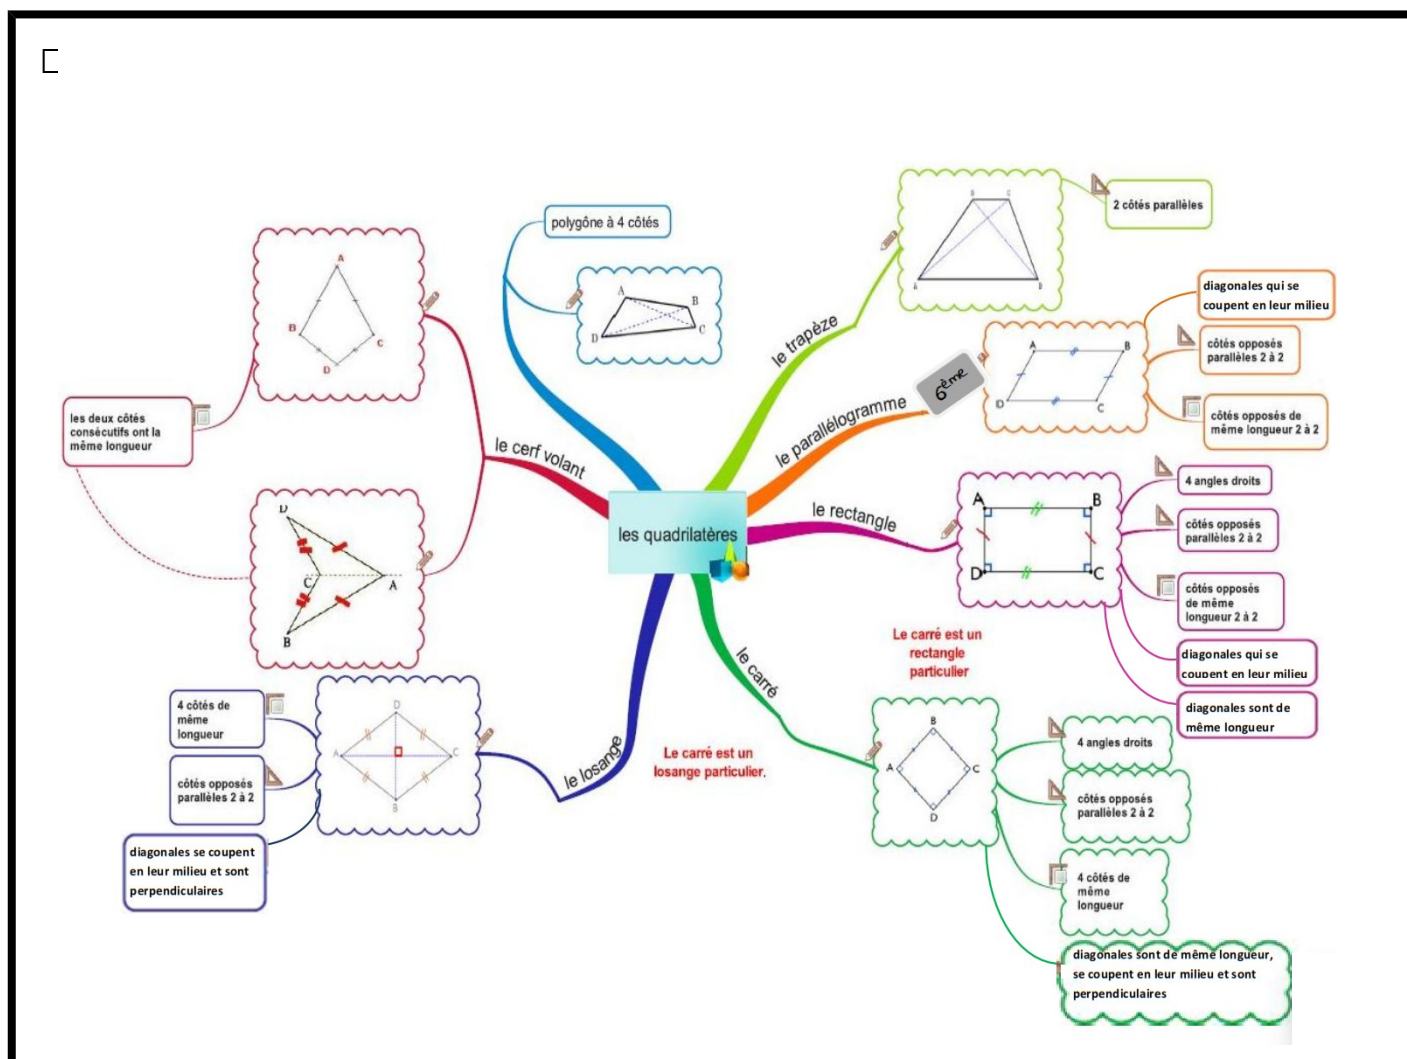 les quadrilatères
polygône à 4 côtés
A
B
C
D
le trapèze
B
C
A
D
2 côtés parallèles
le parallélogramme
6ème
A
B
D
C
diagonales qui se
coupent en leur milieu
côtés opposés
parallèles 2 à 2
côtés opposés de
même longueur 2 à 2
le rectangle
A
B
D
C
4 angles droits
côtés opposés
parallèles 2 à 2
côtés opposés
de même
longueur 2 à 2
diagonales qui se
coupent en leur milieu
diagonales sont de
même longueur
Le carré est un
rectangle
particulier
le carré
B
A
C
D
4 angles droits
côtés opposés
parallèles 2 à 2
4 côtés de
même
longueur
diagonales sont de même longueur,
se coupent en leur milieu et sont
perpendiculaires
Le carré est un
losange particulier.
le losange
D
A
C
B
4 côtés de
même
longueur
côtés opposés
parallèles 2 à 2
diagonales se coupent
en leur milieu et sont
perpendiculaires
le cerf volant
A
B
C
D
les deux côtés
consécutifs ont la
même longueur
D
C
A
B